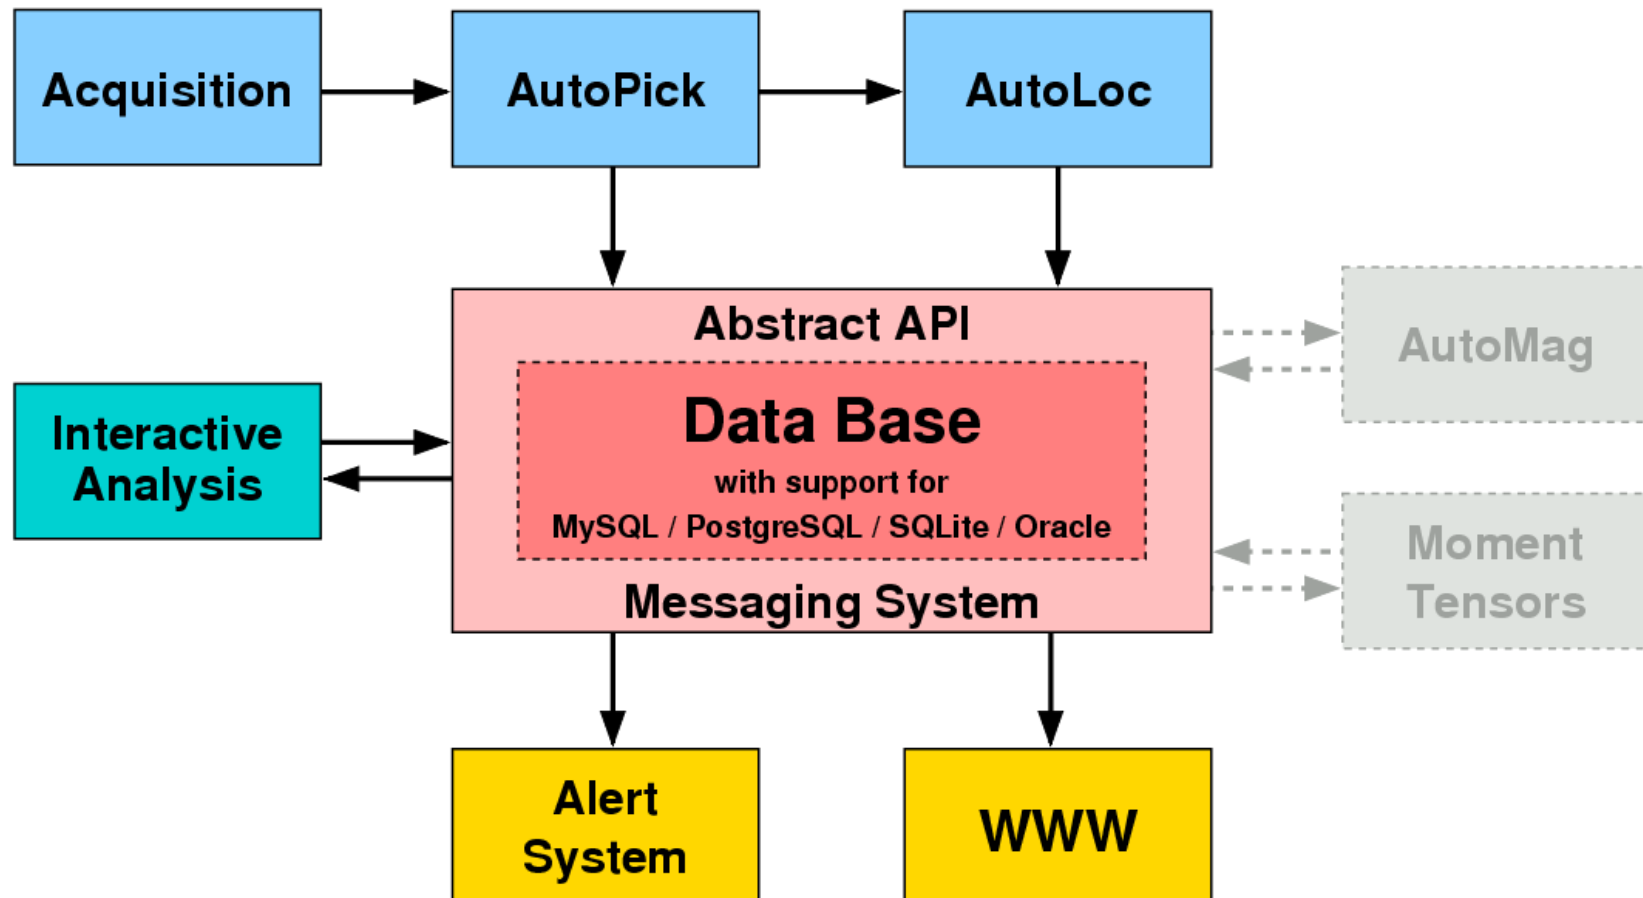 Acquisition
AutoPick
AutoLoc
Abstract API
AutoMag
Data Base
with support for
MySQL / PostgreSQL / SQLite / Oracle
Interactive
Analysis
Moment
Tensors
Messaging System
Alert
System
WWW